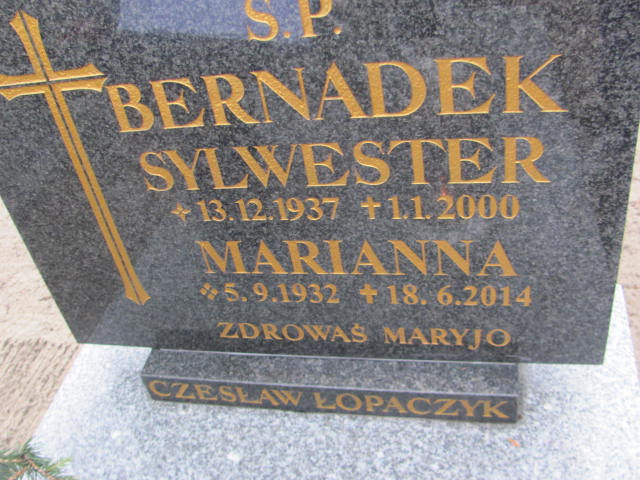 Ś.P.
BERNADEK
SYLWESTER
13.12.1937 1.1.2000
MARIANNA
5.9.1932 18.6.2014
ZDROWAŚ MARYJO
CZESŁAW ŁOPACZYK